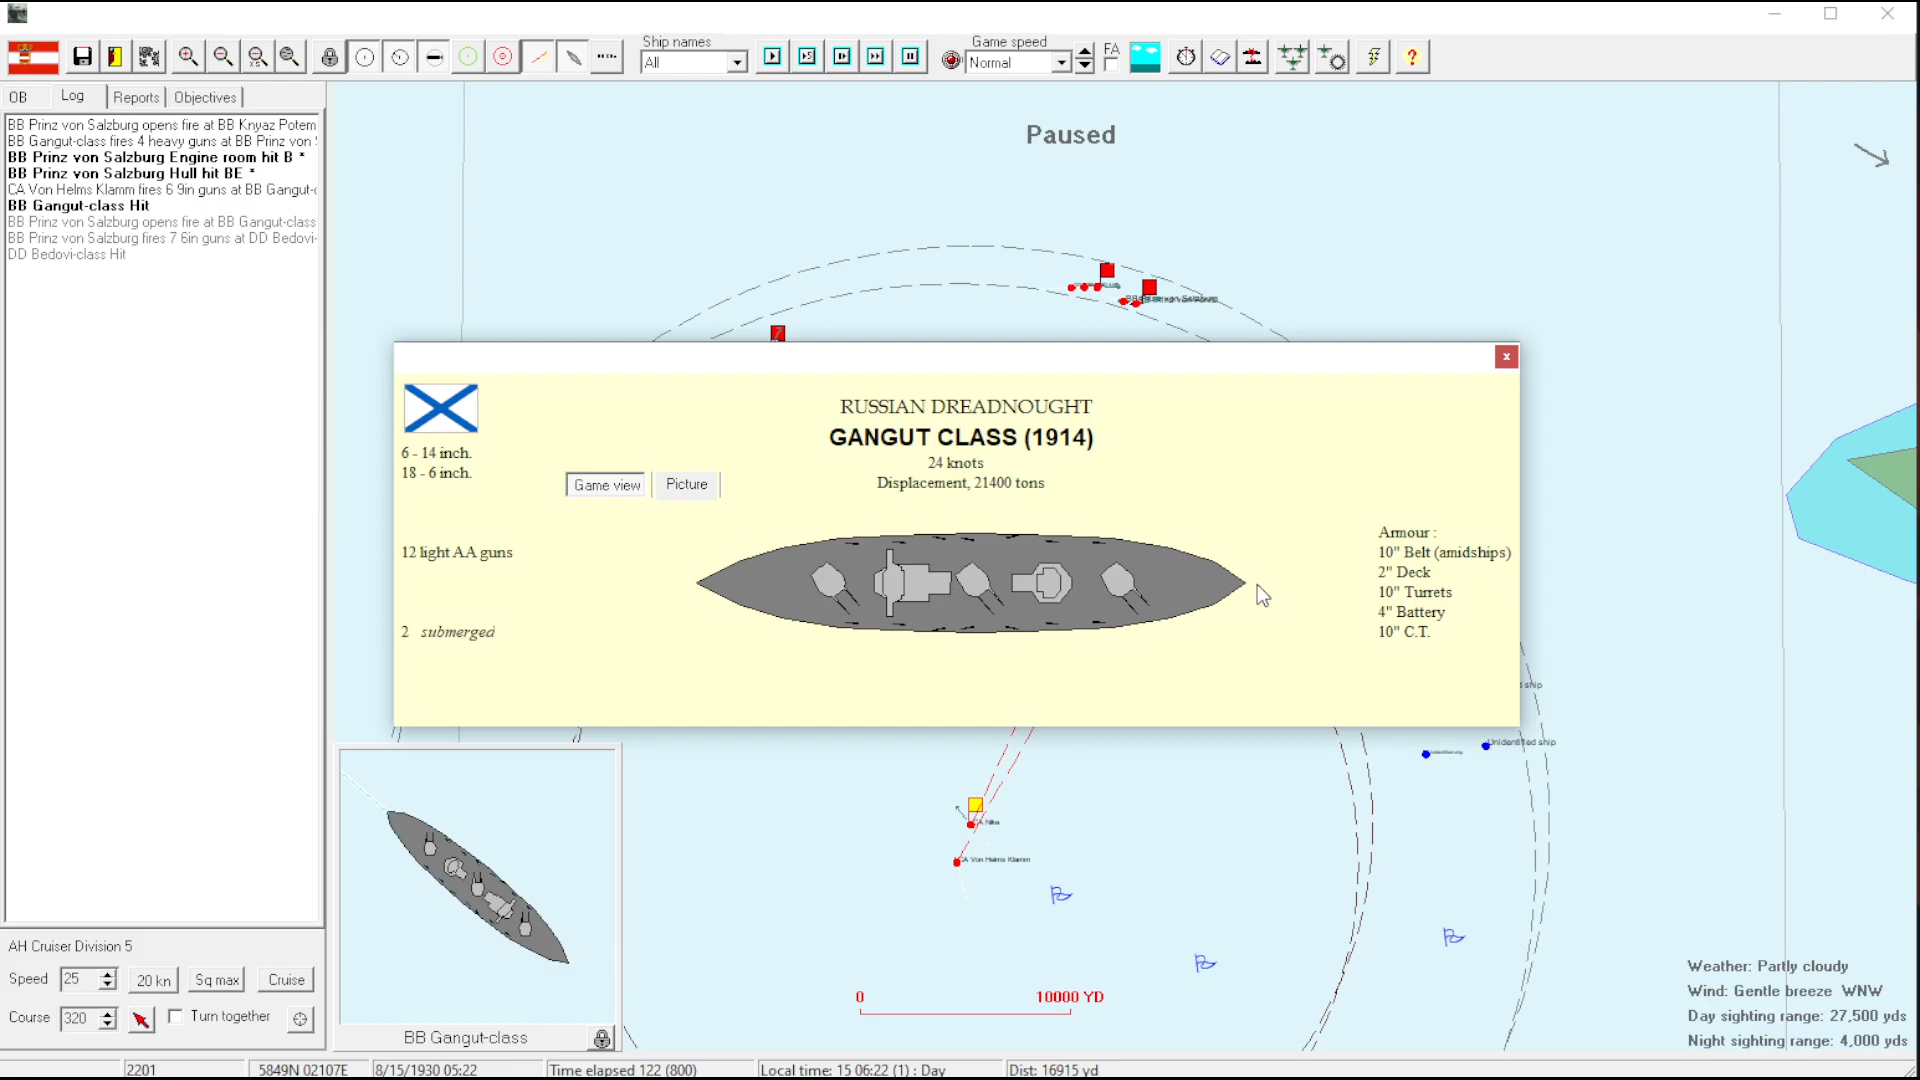 Ship names
All
Game speed
Normal
FA
OB
Log
Reports
Objectives
BB Prinz von Salzburg opens fire at BB Knyaz Potem
BB Gangut-class fires 4 heavy guns at BB Prinz von
BB Prinz von Salzburg Engine room hit B *
BB Prinz von Salzburg Hull hit BE *
CA Von Helms Klamm fires 6 9in guns at BB Gangut-c
BB Gangut-class Hit
BB Prinz von Salzburg opens fire at BB Gangut-class
BB Prinz von Salzburg fires 7 6in guns at DD Bedovi-
DD Bedovi-class Hit
Paused
RUSSIAN DREADNOUGHT
GANGUT CLASS (1914)
24 knots
Displacement, 21400 tons
6 - 14 inch.
18 - 6 inch.
Game view
Picture
12 light AA guns
2 submerged
Armour :
10" Belt (amidships)
2" Deck
10" Turrets
4" Battery
10" C.T.
ship
Unidentified ship
CA Nike
CA Von Helms Klamm
0
10000 YD
BB Gangut-class
AH Cruiser Division 5
Speed
25
20 kn
Sq max
Cruise
Course
320
Turn together
Weather: Partly cloudy
Wind: Gentle breeze WNW
Day sighting range: 27,500 yds
Night sighting range: 4,000 yds
2201
5849N 02107E
8/15/1930 05:22
Time elapsed 122 (800)
Local time: 15 06:22 (1) : Day
Dist: 16915 yd